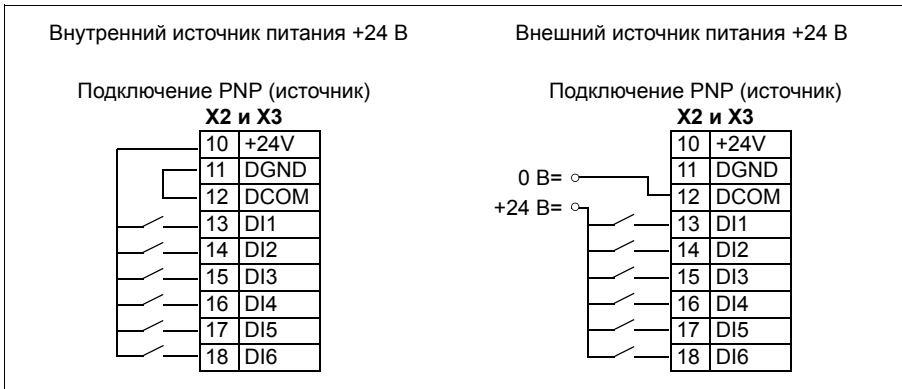 Внутренний источник питания +24 В
Внешний источник питания +24 В
Подключение PNP (источник)
X2 и X3
10 +24V
11 DGND
12 DCOM
13 DI1
14 DI2
15 DI3
16 DI4
17 DI5
18 DI6
Подключение PNP (источник)
X2 и X3
0 В=
+24 В=
10 +24V
11 DGND
12 DCOM
13 DI1
14 DI2
15 DI3
16 DI4
17 DI5
18 DI6